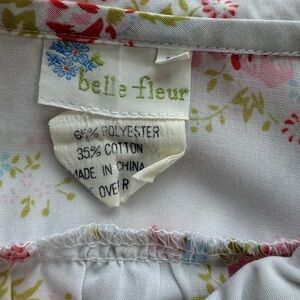 belle fleur
65% POLYESTER
35% COTTON
MADE IN CHINA
OVER